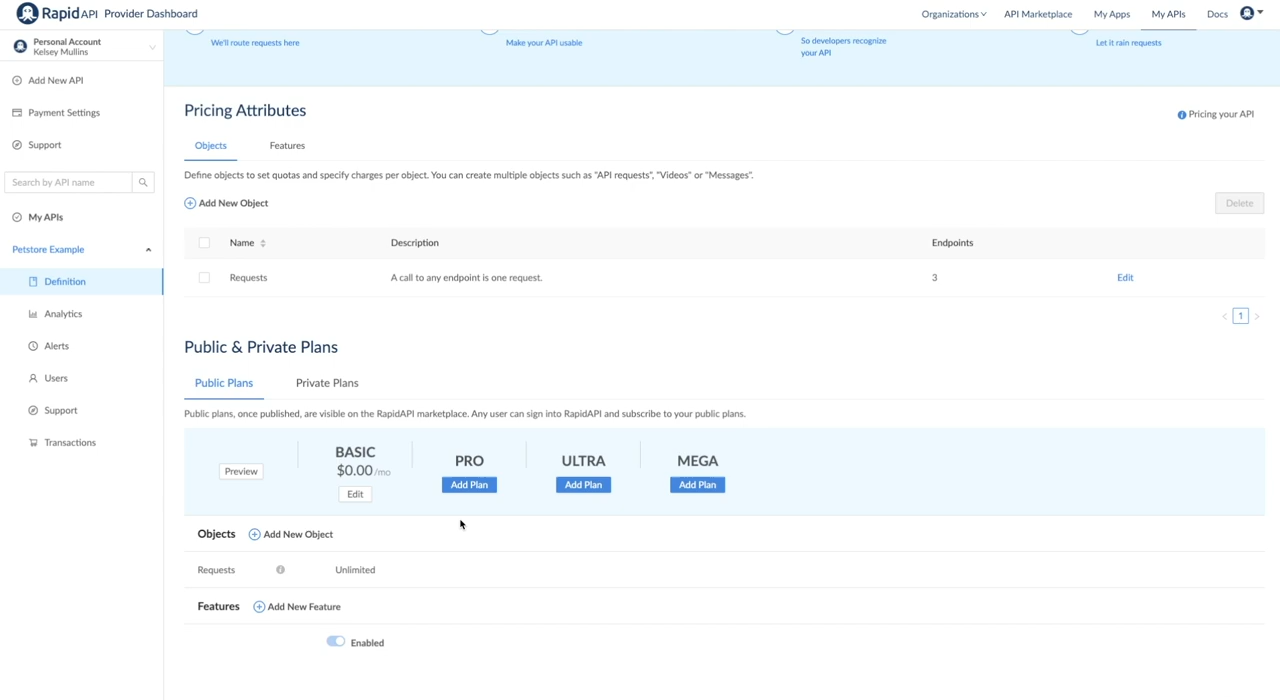 RapidAPI Provider Dashboard
Organizations
API Marketplace
My Apps
My APIs
Docs
Personal Account
Kelsey Mullins
Add New API
Payment Settings
Support
Search by API name
My APIs
Petstore Example
Definition
Analytics
Alerts
Users
Support
Transactions
We'll route requests here
Make your API usable
So developers recognize
your API
Let it rain requests
Pricing Attributes
Pricing your API
Objects
Features
Define objects to set quotas and specify charges per object. You can create multiple objects such as "API requests", "Videos" or "Messages".
Add New Object
Delete
Name
Description
Endpoints
Requests
A call to any endpoint is one request.
3
Edit
< 1 >
Public & Private Plans
Public Plans
Private Plans
Public plans, once published, are visible on the RapidAPI marketplace. Any user can sign into RapidAPI and subscribe to your public plans.
Preview
BASIC
$0.00 /mo
Edit
PRO
Add Plan
ULTRA
Add Plan
MEGA
Add Plan
Objects
Add New Object
Requests
Unlimited
Features
Add New Feature
Enabled